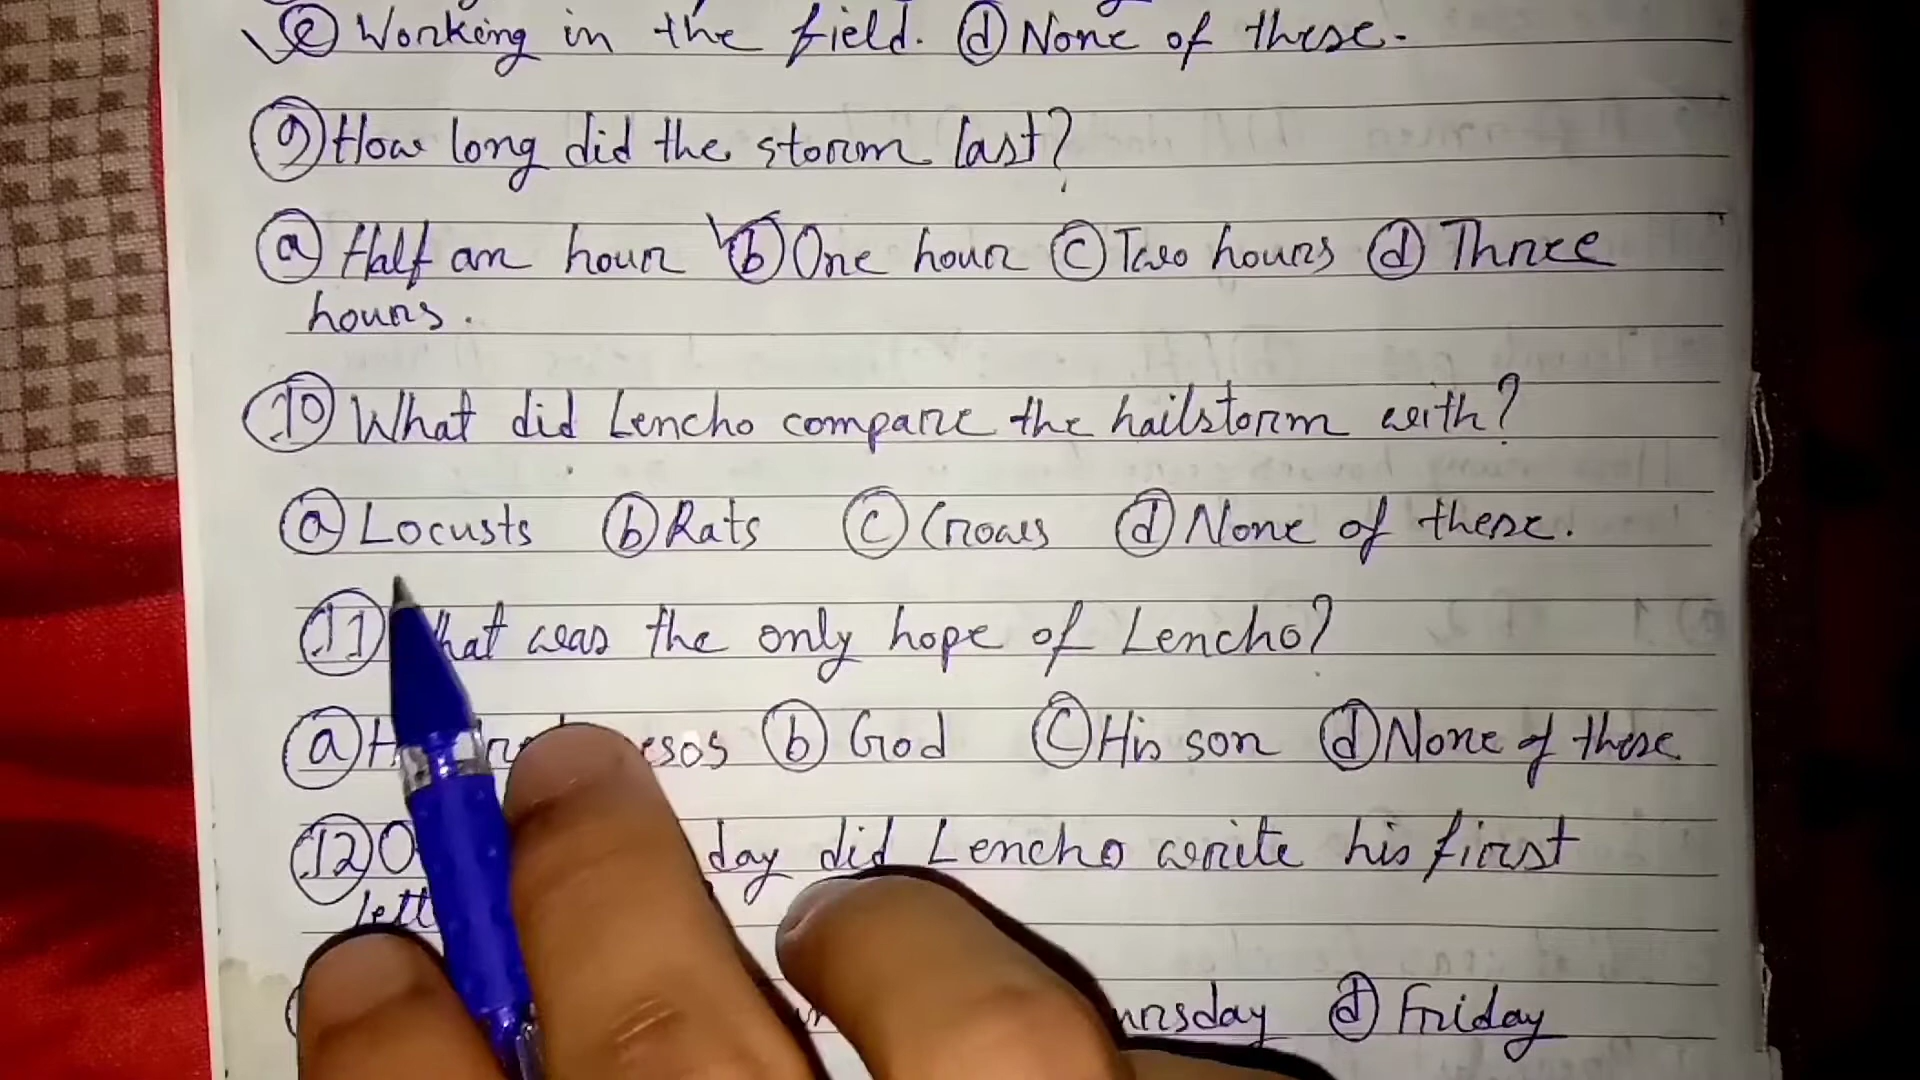 c Working in the field. d None of these.
9 How long did the storm last?
a Half an hour b One hour c Two hours d Three
hours.
10 What did Lencho compare the hailstorm with?
a Locusts b Rats c Crows d None of these.
11 hat was the only hope of Lencho?
a H esos b God c His son d None of these
12 O day did Lencho write his first
lett
ursday d Friday